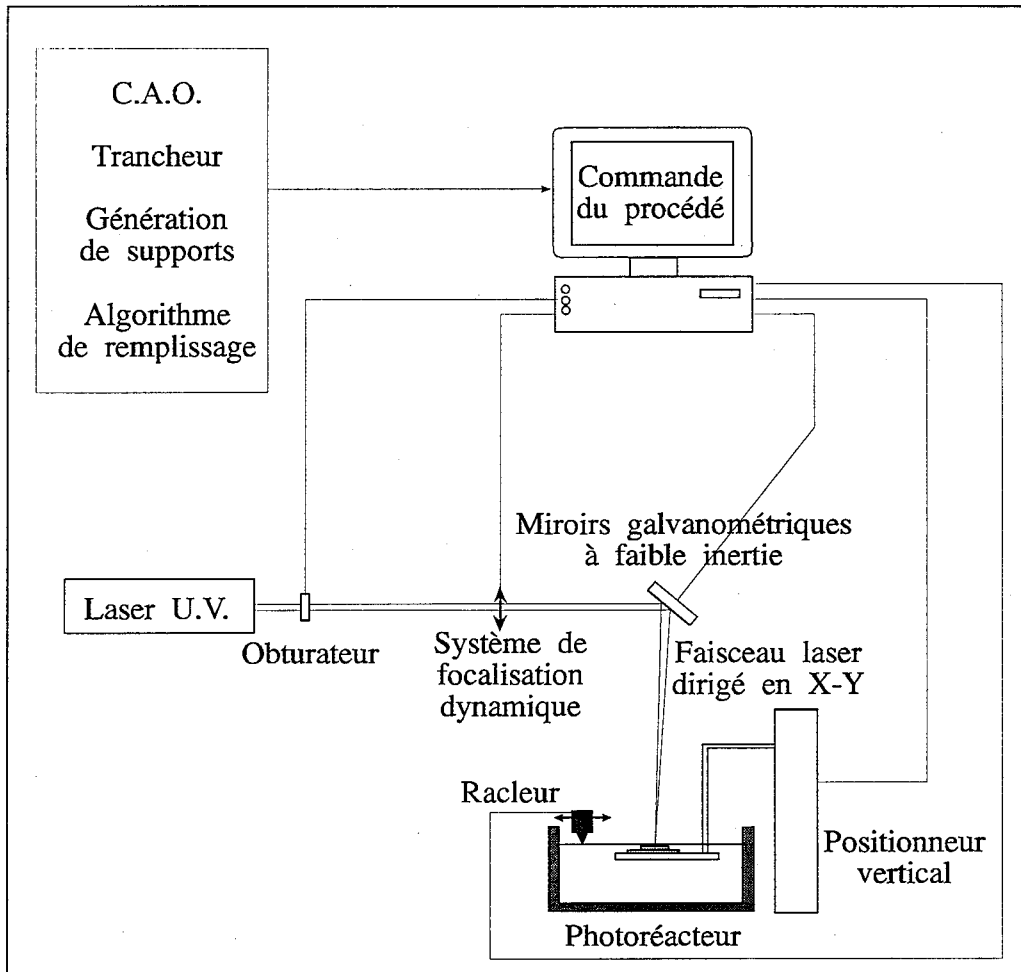 C.A.O.
Trancheur
Génération
de supports
Algorithme
de remplissage
Commande
du procédé
Miroirs galvanométriques
à faible inertie
Laser U.V.
Obturateur
Système de
focalisation
dynamique
Faisceau laser
dirigé en X-Y
Racleur
Positionneur
vertical
Photoréacteur